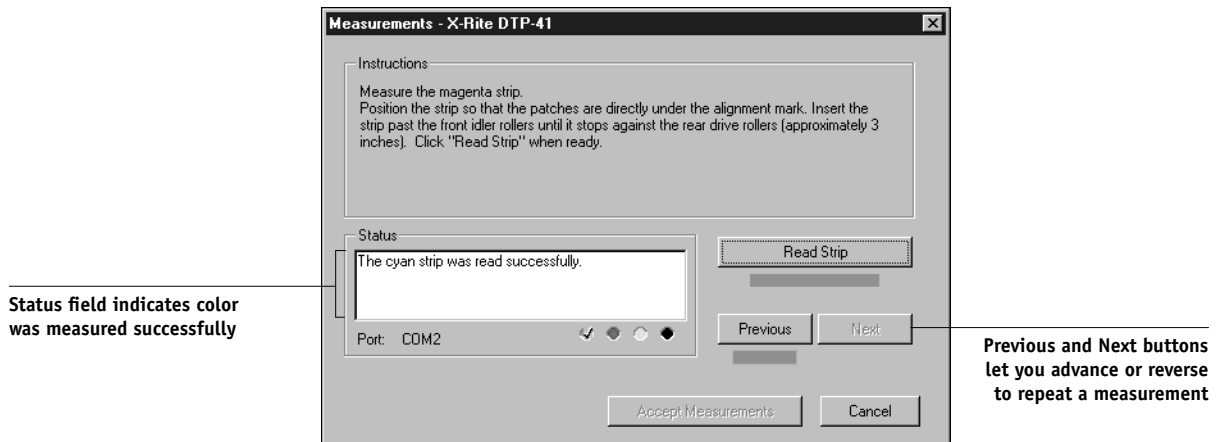 Measurements - X-Rite DTP-41
Instructions
Measure the magenta strip.
Position the strip so that the patches are directly under the alignment mark. Insert the
strip past the front idler rollers until it stops against the rear drive rollers (approximately 3
inches). Click "Read Strip" when ready.
Status
The cyan strip was read successfully.
Read Strip
Status field indicates color
was measured successfully
Port: COM2
Previous
Next
Previous and Next buttons
let you advance or reverse
to repeat a measurement
Accept Measurements
Cancel